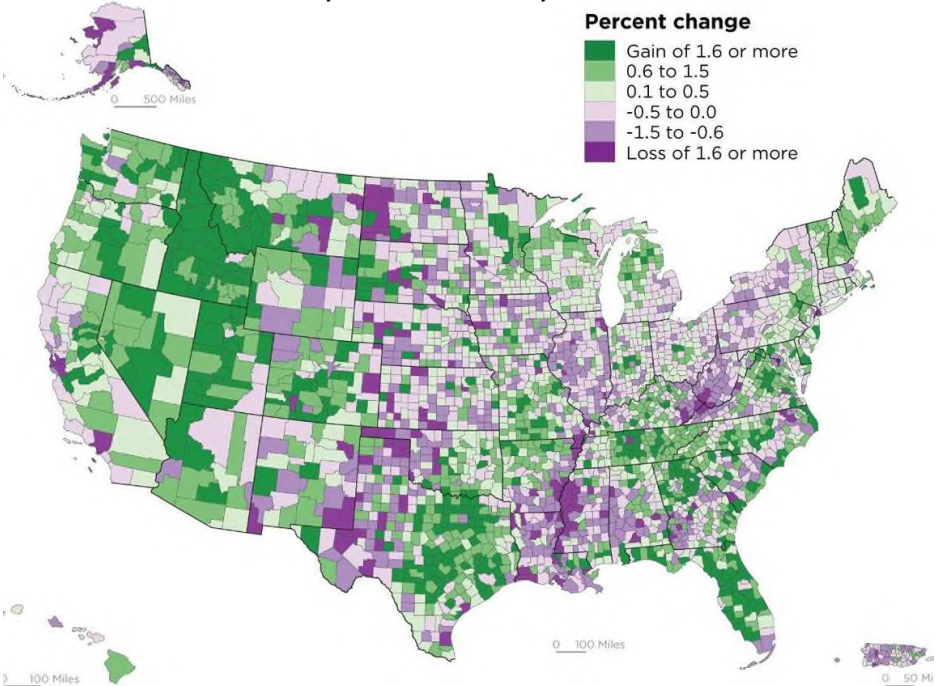 Percent change
Gain of 1.6 or more
0.6 to 1.5
0.1 to 0.5
-0.5 to 0.0
-1.5 to -0.6
Loss of 1.6 or more
0 500 Miles
0 100 Miles
0 100 Miles
0 50 Mi